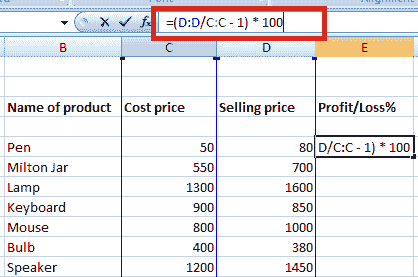 =(D:D/C:C - 1) * 100
B C D E
Name of product Cost price Selling price Profit/Loss%
Pen 50 80 D/C:C - 1) * 100
Milton Jar 550 700
Lamp 1300 1600
Keyboard 900 850
Mouse 800 1000
Bulb 400 380
Speaker 1200 1450